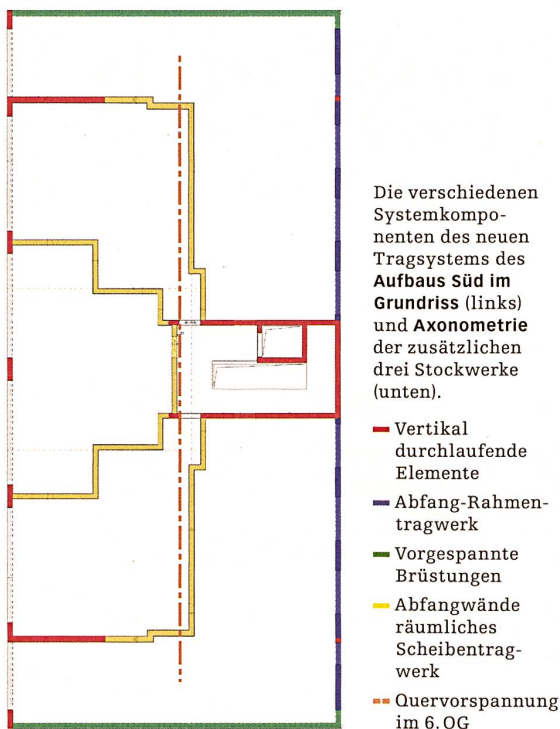 Die verschiedenen
Systemkompo-
nenten des neuen
Tragsystems des
Aufbaus Süd im
Grundriss (links)
und Axonometrie
der zusätzlichen
drei Stockwerke
(unten).
Vertikal
durchlaufende
Elemente
Abfang-Rahmen-
tragwerk
Vorgespannte
Brüstungen
Abfangwände
räumliches
Scheibentrag-
werk
Quervorspannung
im 6. OG